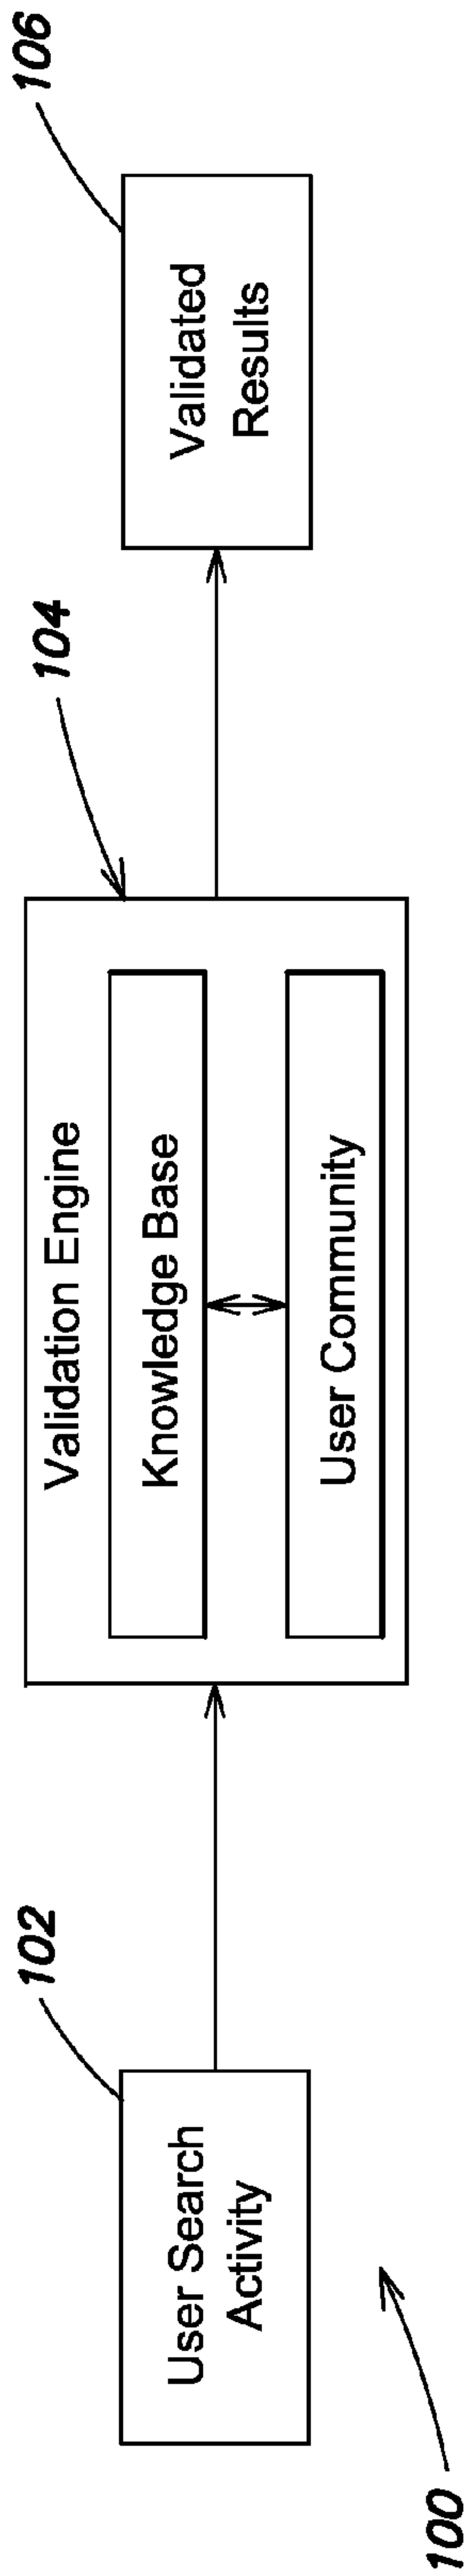 100
102
User Search
Activity
104
Validation Engine
Knowledge Base
User Community
106
Validated
Results